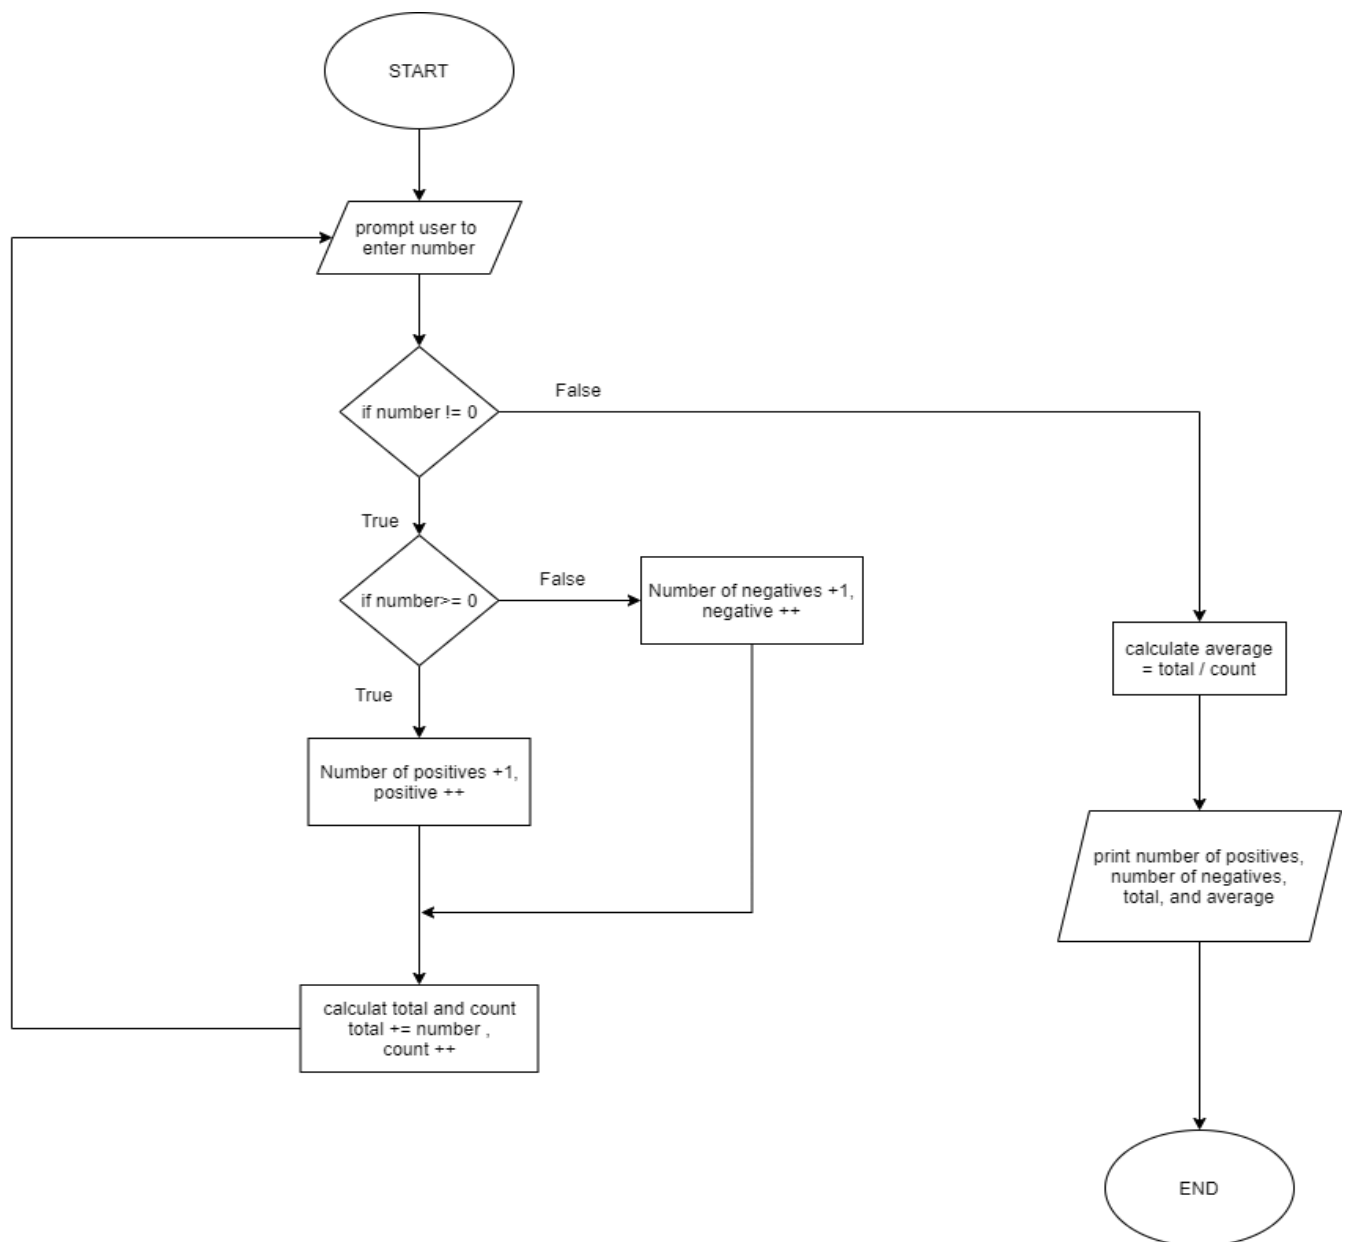 START
prompt user to
enter number
if number != 0
False
True
if number>= 0
False
Number of negatives +1,
negative ++
True
Number of positives +1,
positive ++
calculat total and count
total += number ,
count ++
calculate average
= total / count
print number of positives,
number of negatives,
total, and average
END